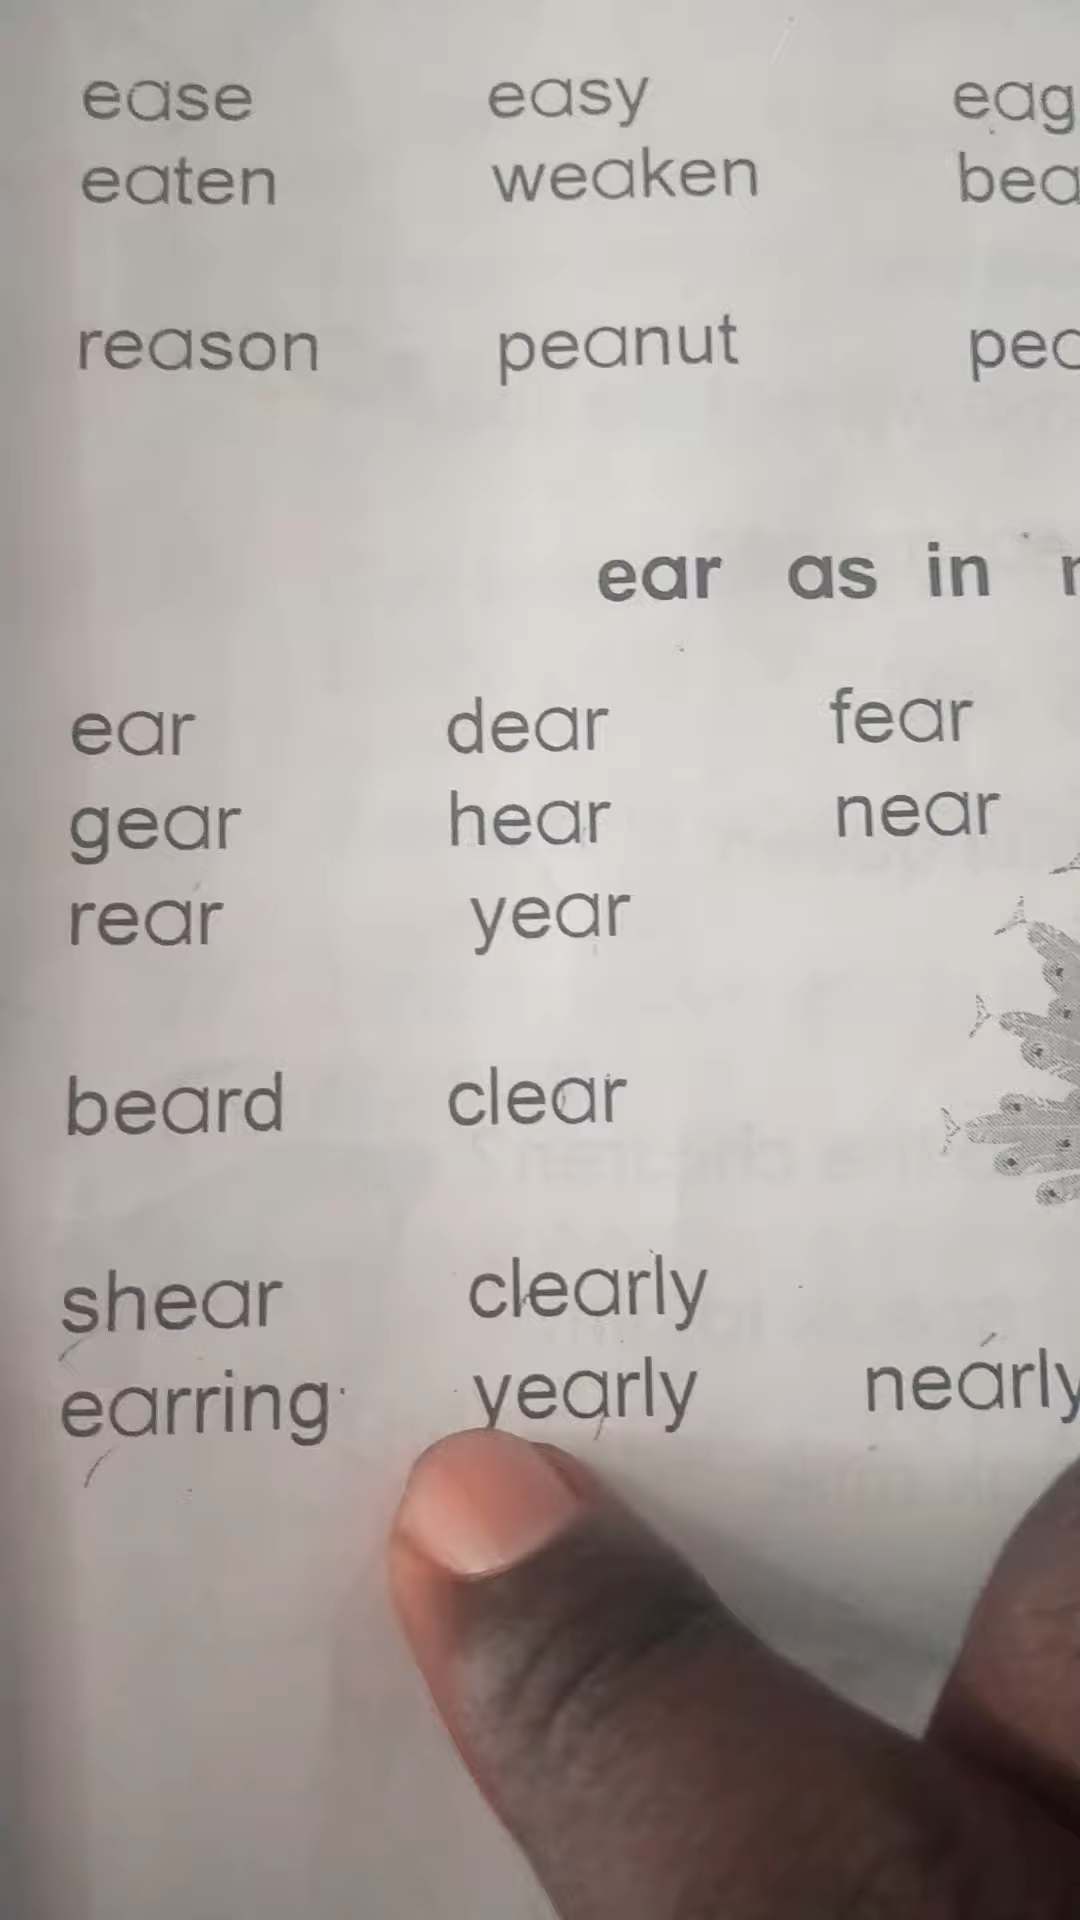 ease easy
eaten weaken
reason peanut
ear as in
ear dear fear
gear hear near
rear year
beard clear
shear clearly
earring yearly nearly